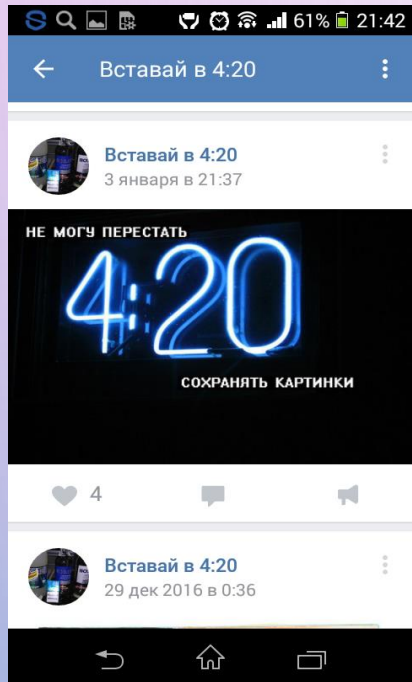 61% 21:42
Вставай в 4:20
Вставай в 4:20
3 января в 21:37
НЕ МОГУ ПЕРЕСТАТЬ
4:20
СОХРАНЯТЬ КАРТИНКИ
4
Вставай в 4:20
29 дек 2016 в 0:36